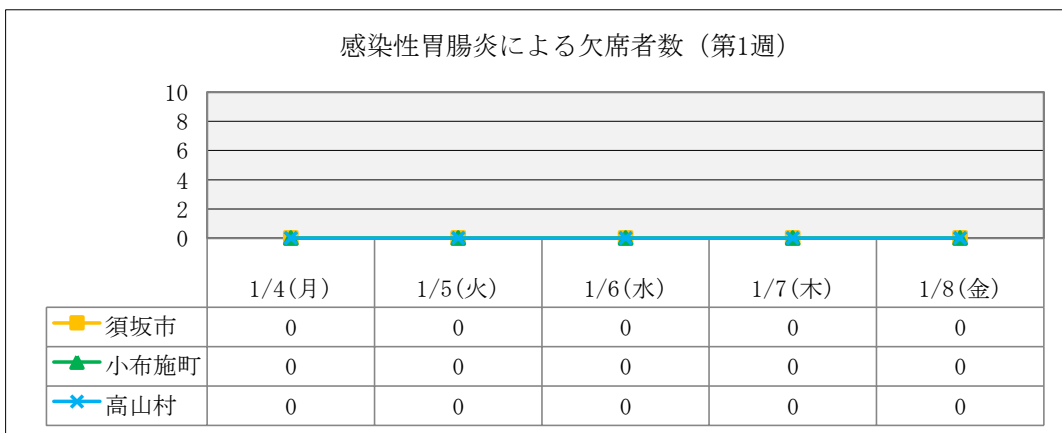 感染性胃腸炎による欠席者数（第1週）
10
8
6
4
2
0
1/4(月) 1/5(火) 1/6(水) 1/7(木) 1/8(金)
須坂市 0 0 0 0 0
小布施町 0 0 0 0 0
高山村 0 0 0 0 0